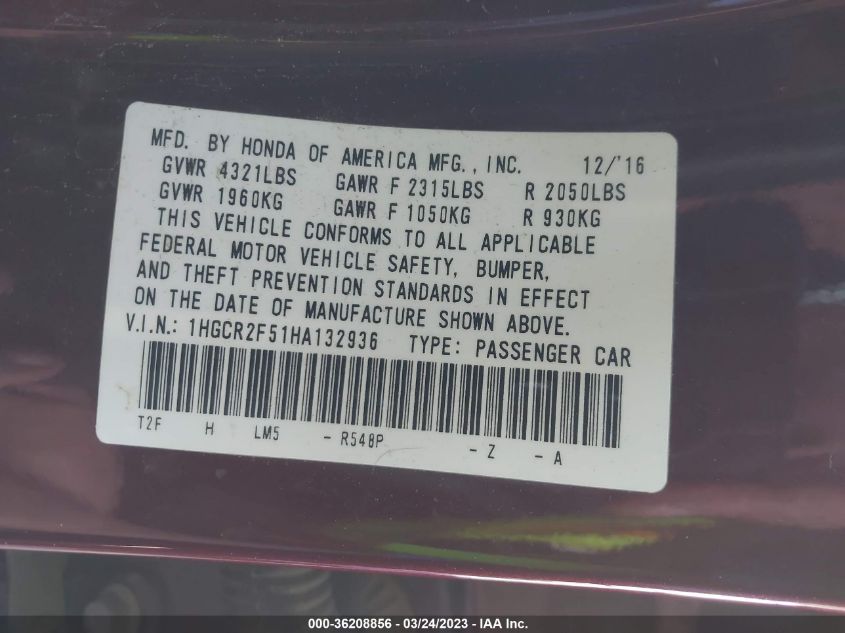 MFD. BY HONDA OF AMERICA MFG., INC. 12/'16
GVWR 4321LBS GAWR F 2315LBS R 2050LBS
GVWR 1960KG GAWR F 1050KG R 930KG
THIS VEHICLE CONFORMS TO ALL APPLICABLE
FEDERAL MOTOR VEHICLE SAFETY, BUMPER,
AND THEFT PREVENTION STANDARDS IN EFFECT
ON THE DATE OF MANUFACTURE SHOWN ABOVE.
V.I.N.: 1HGCR2F51HA132936 TYPE: PASSENGER CAR
T2F H LM5 - R548P - Z - A
000-36208856 - 03/24/2023 - IAA Inc.